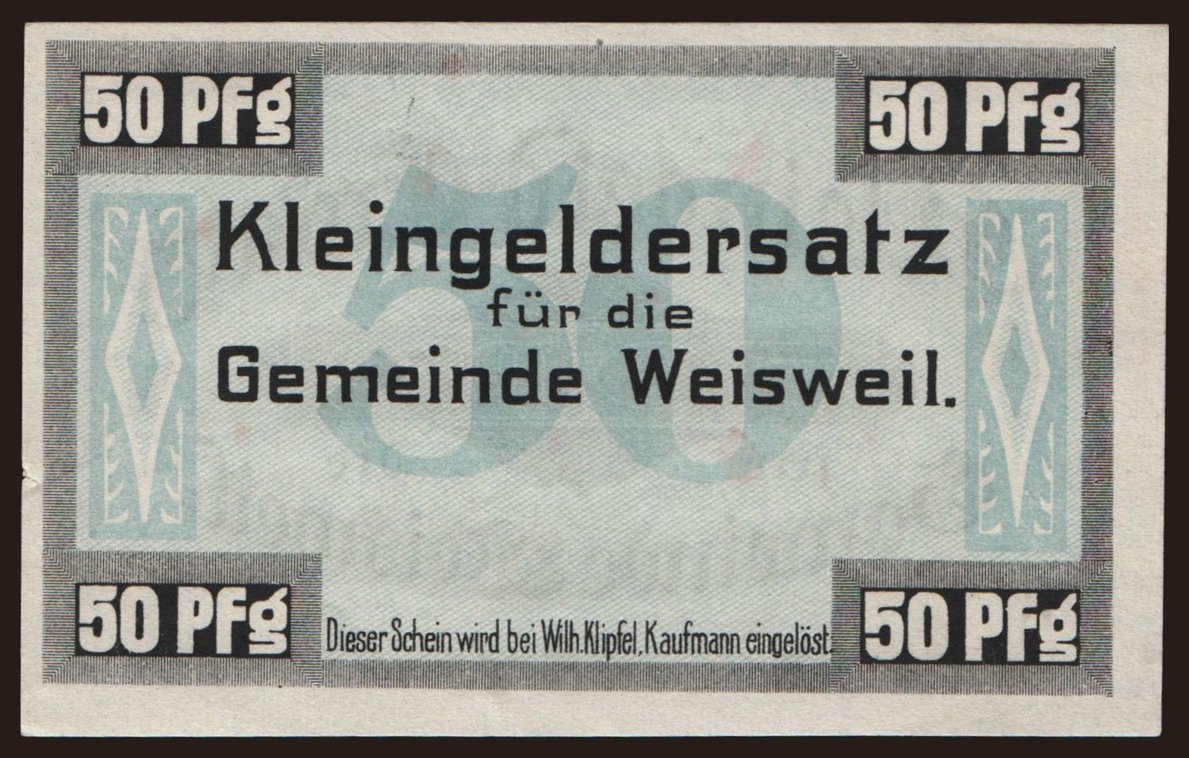 50 PFg 50 PFg
50
Kleingeldersatz
für die
Gemeinde Weisweil.
50 PFg 50 PFg
Dieser Schein wird bei Wilh. Klipfel, Kaufmann eingelöst.